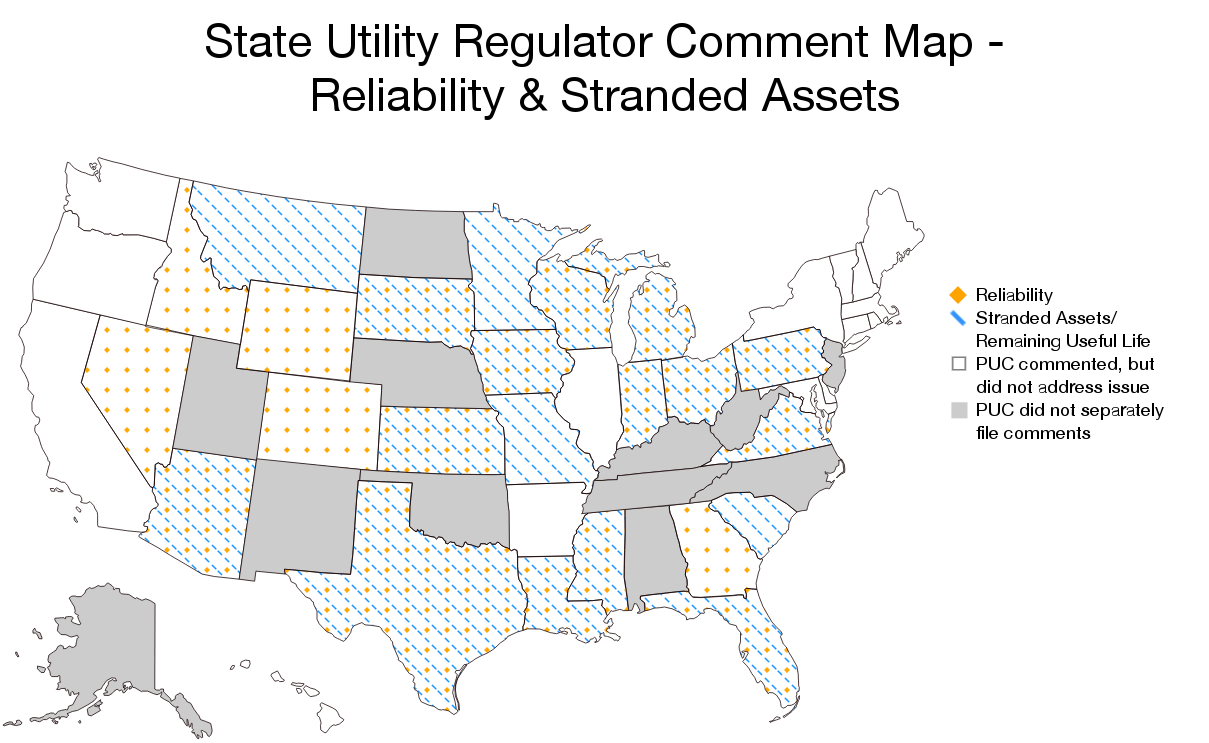 State Utility Regulator Comment Map -
Reliability & Stranded Assets
Reliability
Stranded Assets/
Remaining Useful Life
PUC commented, but
did not address issue
PUC did not separately
file comments